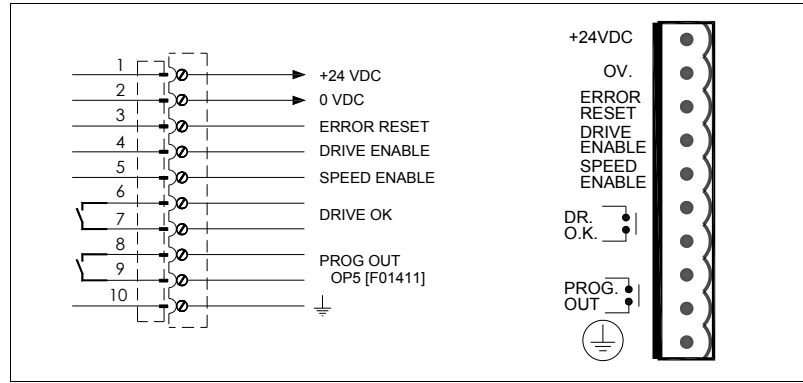 1
+24 VDC
2
0 VDC
3
ERROR RESET
4
DRIVE ENABLE
5
SPEED ENABLE
6
DRIVE OK
7
8
PROG OUT
9
OP5 [F01411]
10
+24VDC
OV.
ERROR
RESET
DRIVE
ENABLE
SPEED
ENABLE
DR.
O.K.
PROG.
OUT